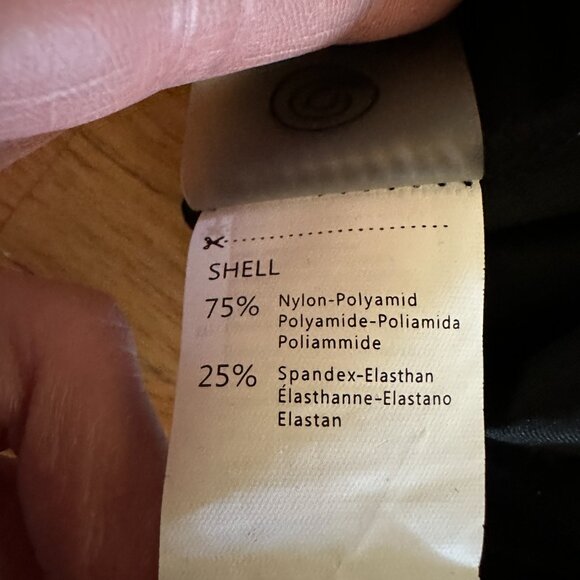 SHELL
75% Nylon-Polyamid
Polyamide-Poliamida
Poliammide
25% Spandex-Elasthan
Élasthanne-Elastano
Elastan